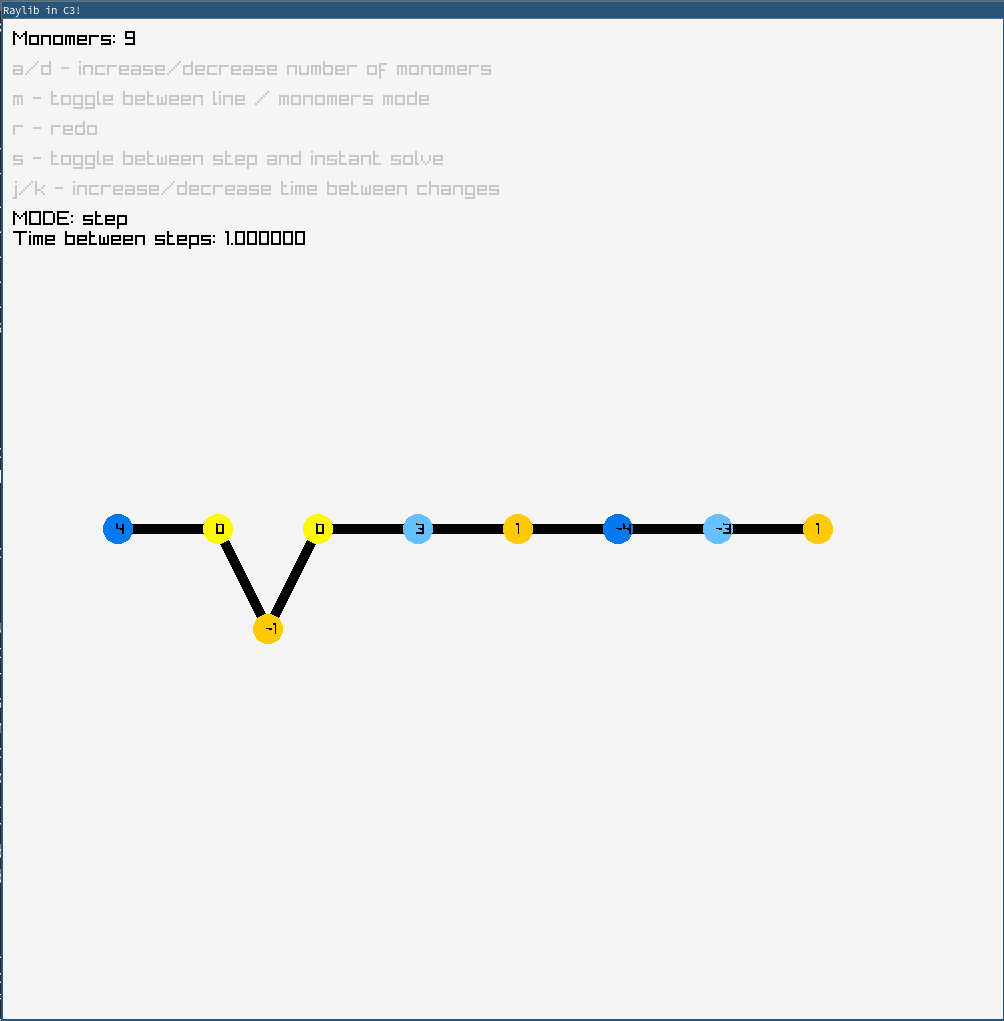 Raylib in C3!
Monomers: 9
a/d - increase/decrease number of monomers
m - toggle between line / monomers mode
r - redo
s - toggle between step and instant solve
j/k - increase/decrease time between changes
MODE: step
Time between steps: 1.000000
4 0 0 3 1 -4 -3 1
-1